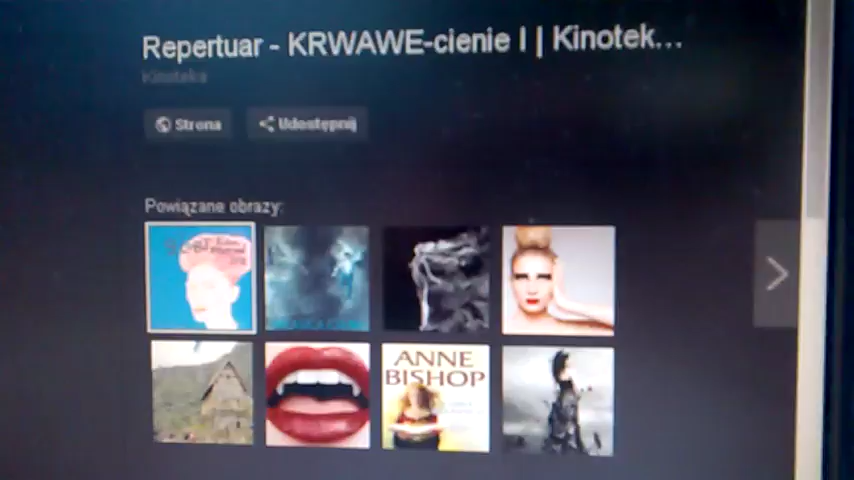 Repertuar - KRWAWE-cienie I | Kinotek...
Kinoteka
Strona
Udostępnij
Powiązane obrazy:
ANNE
BISHOP